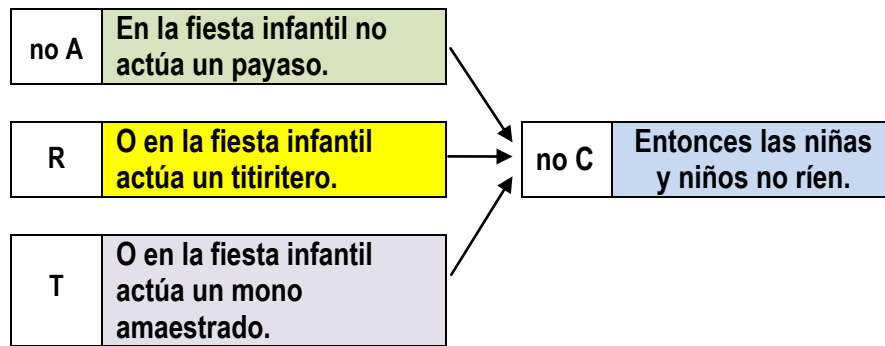 no A
En la fiesta infantil no
actúa un payaso.
R
O en la fiesta infantil
actúa un titiritero.
no C
Entonces las niñas
y niños no ríen.
T
O en la fiesta infantil
actúa un mono
amaestrado.